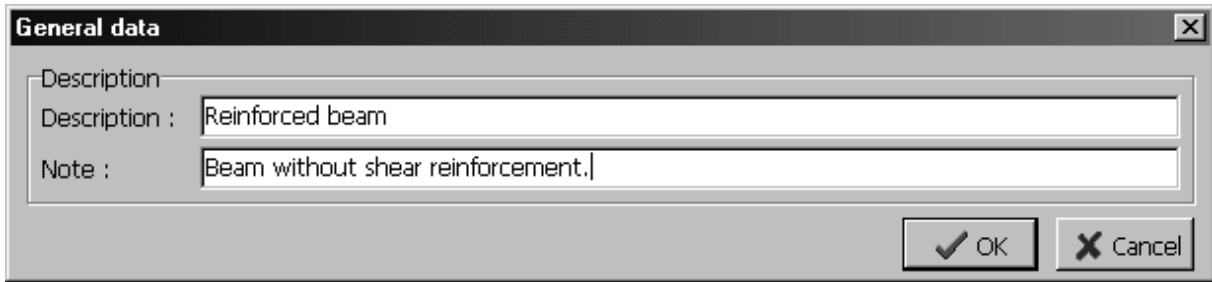 General data
Description
Description : Reinforced beam
Note : Beam without shear reinforcement.
OK Cancel